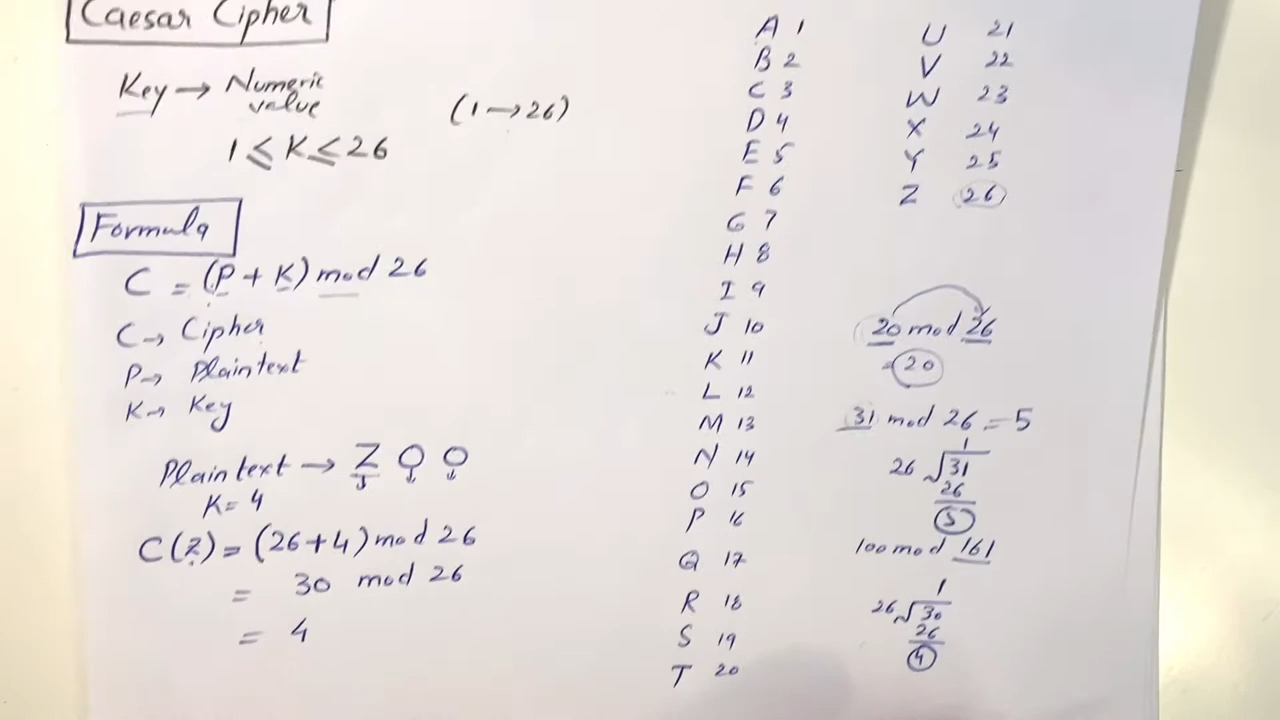 Caesar Cipher
Key → Numeric
value
(1 → 26)
1 ≤ K ≤ 26
Formula
C = (P + K) mod 26
C → Cipher
P → Plaintext
K → Key
Plaintext → Z O O
K = 4
C(Z) = (26+4) mod 26
= 30 mod 26
= 4
A 1
B 2
C 3
D 4
E 5
F 6
G 7
H 8
I 9
J 10
K 11
L 12
M 13
N 14
O 15
P 16
Q 17
R 18
S 19
T 20
U 21
V 22
W 23
X 24
Y 25
Z 26
20 mod 26
= 20
31 mod 26 = 5
1
26 √31
26
5
100 mod 161
1
26 √30
26
4